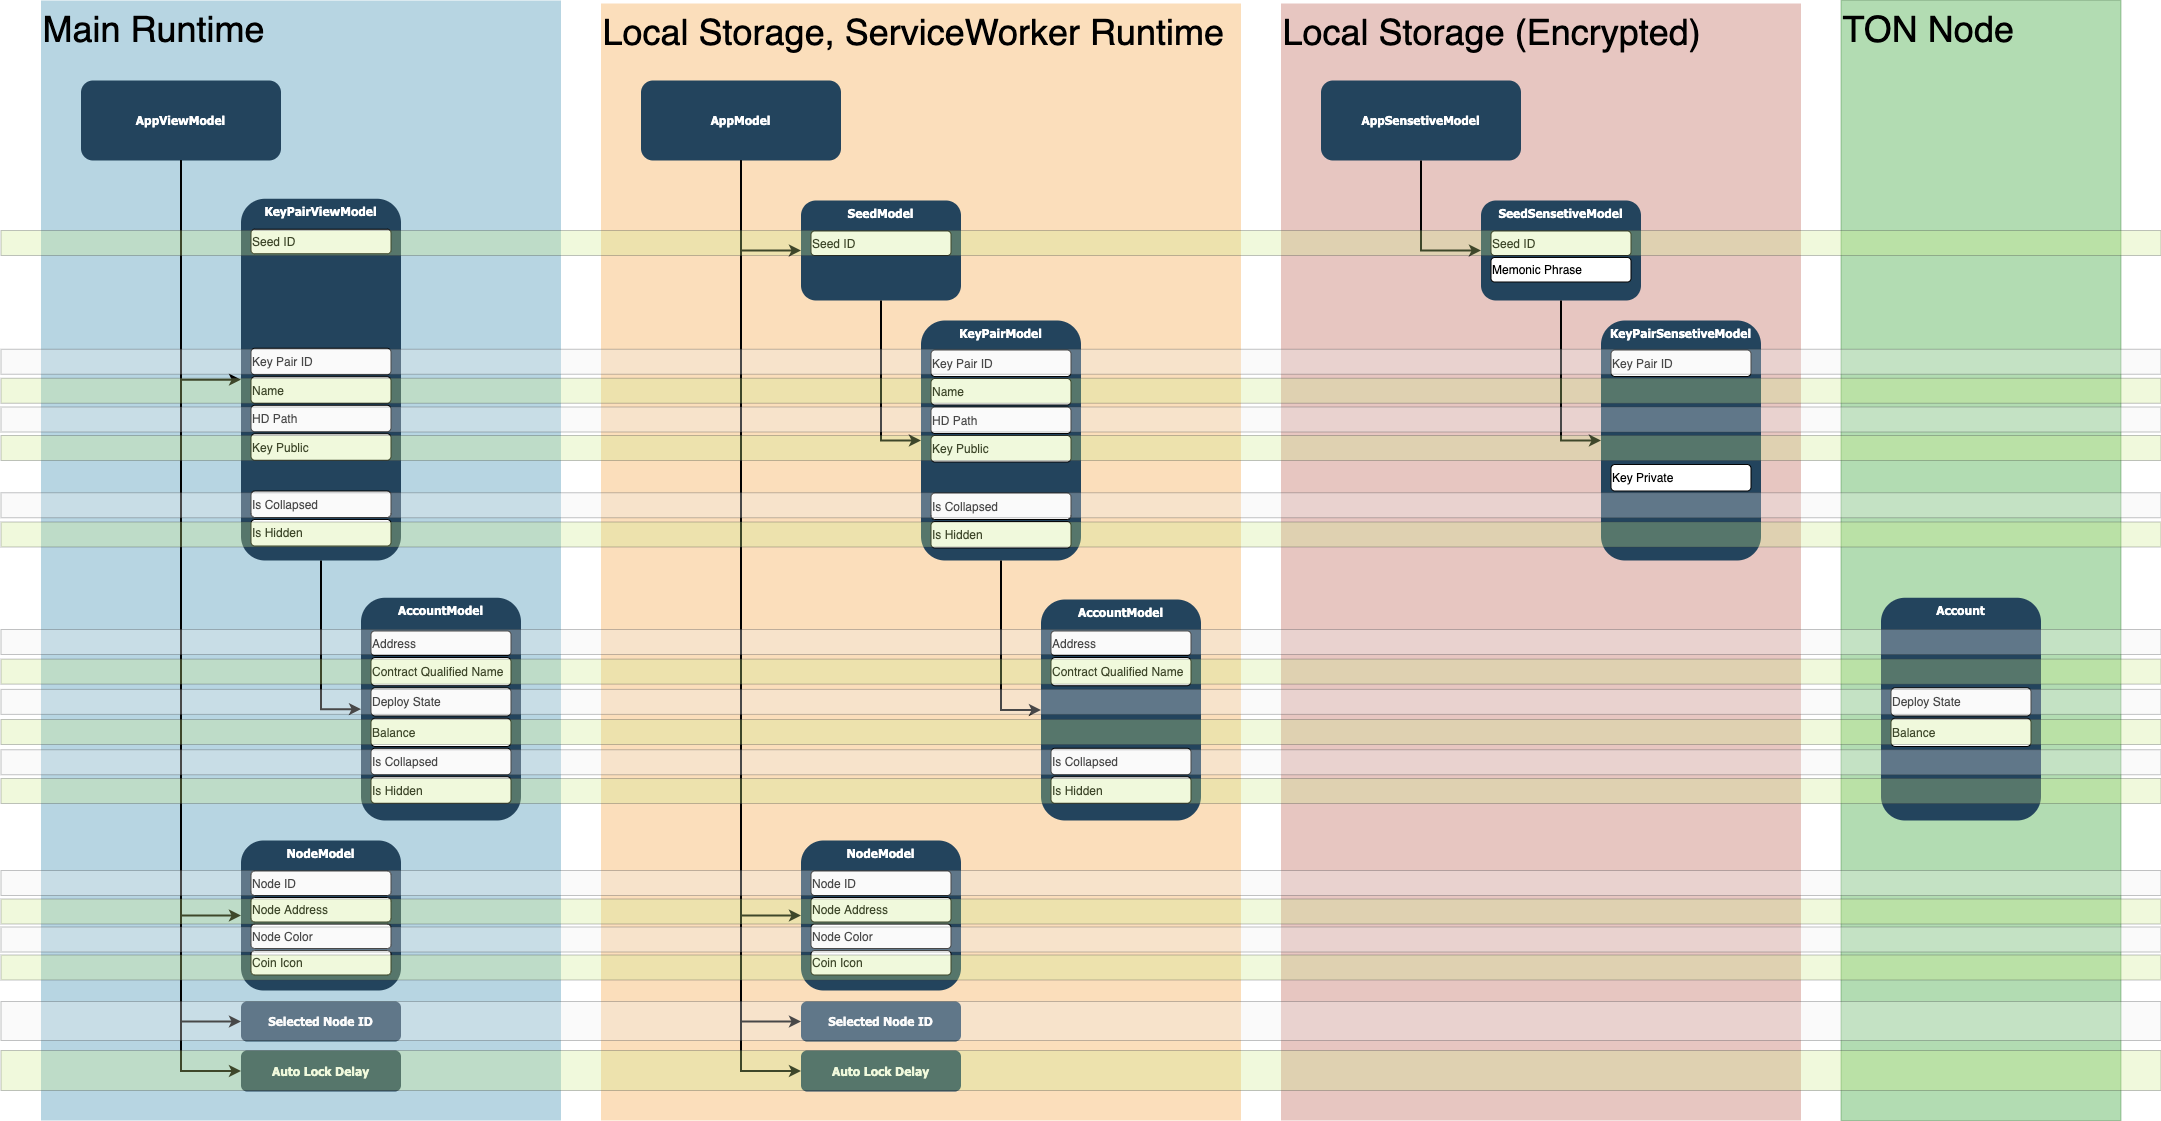 Main Runtime
AppViewModel
KeyPairViewModel
Seed ID
Key Pair ID
Name
HD Path
Key Public
Is Collapsed
Is Hidden
AccountModel
Address
Contract Qualified Name
Deploy State
Balance
Is Collapsed
Is Hidden
NodeModel
Node ID
Node Address
Node Color
Coin Icon
Selected Node ID
Auto Lock Delay
Local Storage, ServiceWorker Runtime
AppModel
SeedModel
Seed ID
KeyPairModel
Key Pair ID
Name
HD Path
Key Public
Is Collapsed
Is Hidden
AccountModel
Address
Contract Qualified Name
Is Collapsed
Is Hidden
NodeModel
Node ID
Node Address
Node Color
Coin Icon
Selected Node ID
Auto Lock Delay
Local Storage (Encrypted)
AppSensetiveModel
SeedSensetiveModel
Seed ID
Memonic Phrase
KeyPairSensetiveModel
Key Pair ID
Key Private
TON Node
Account
Deploy State
Balance